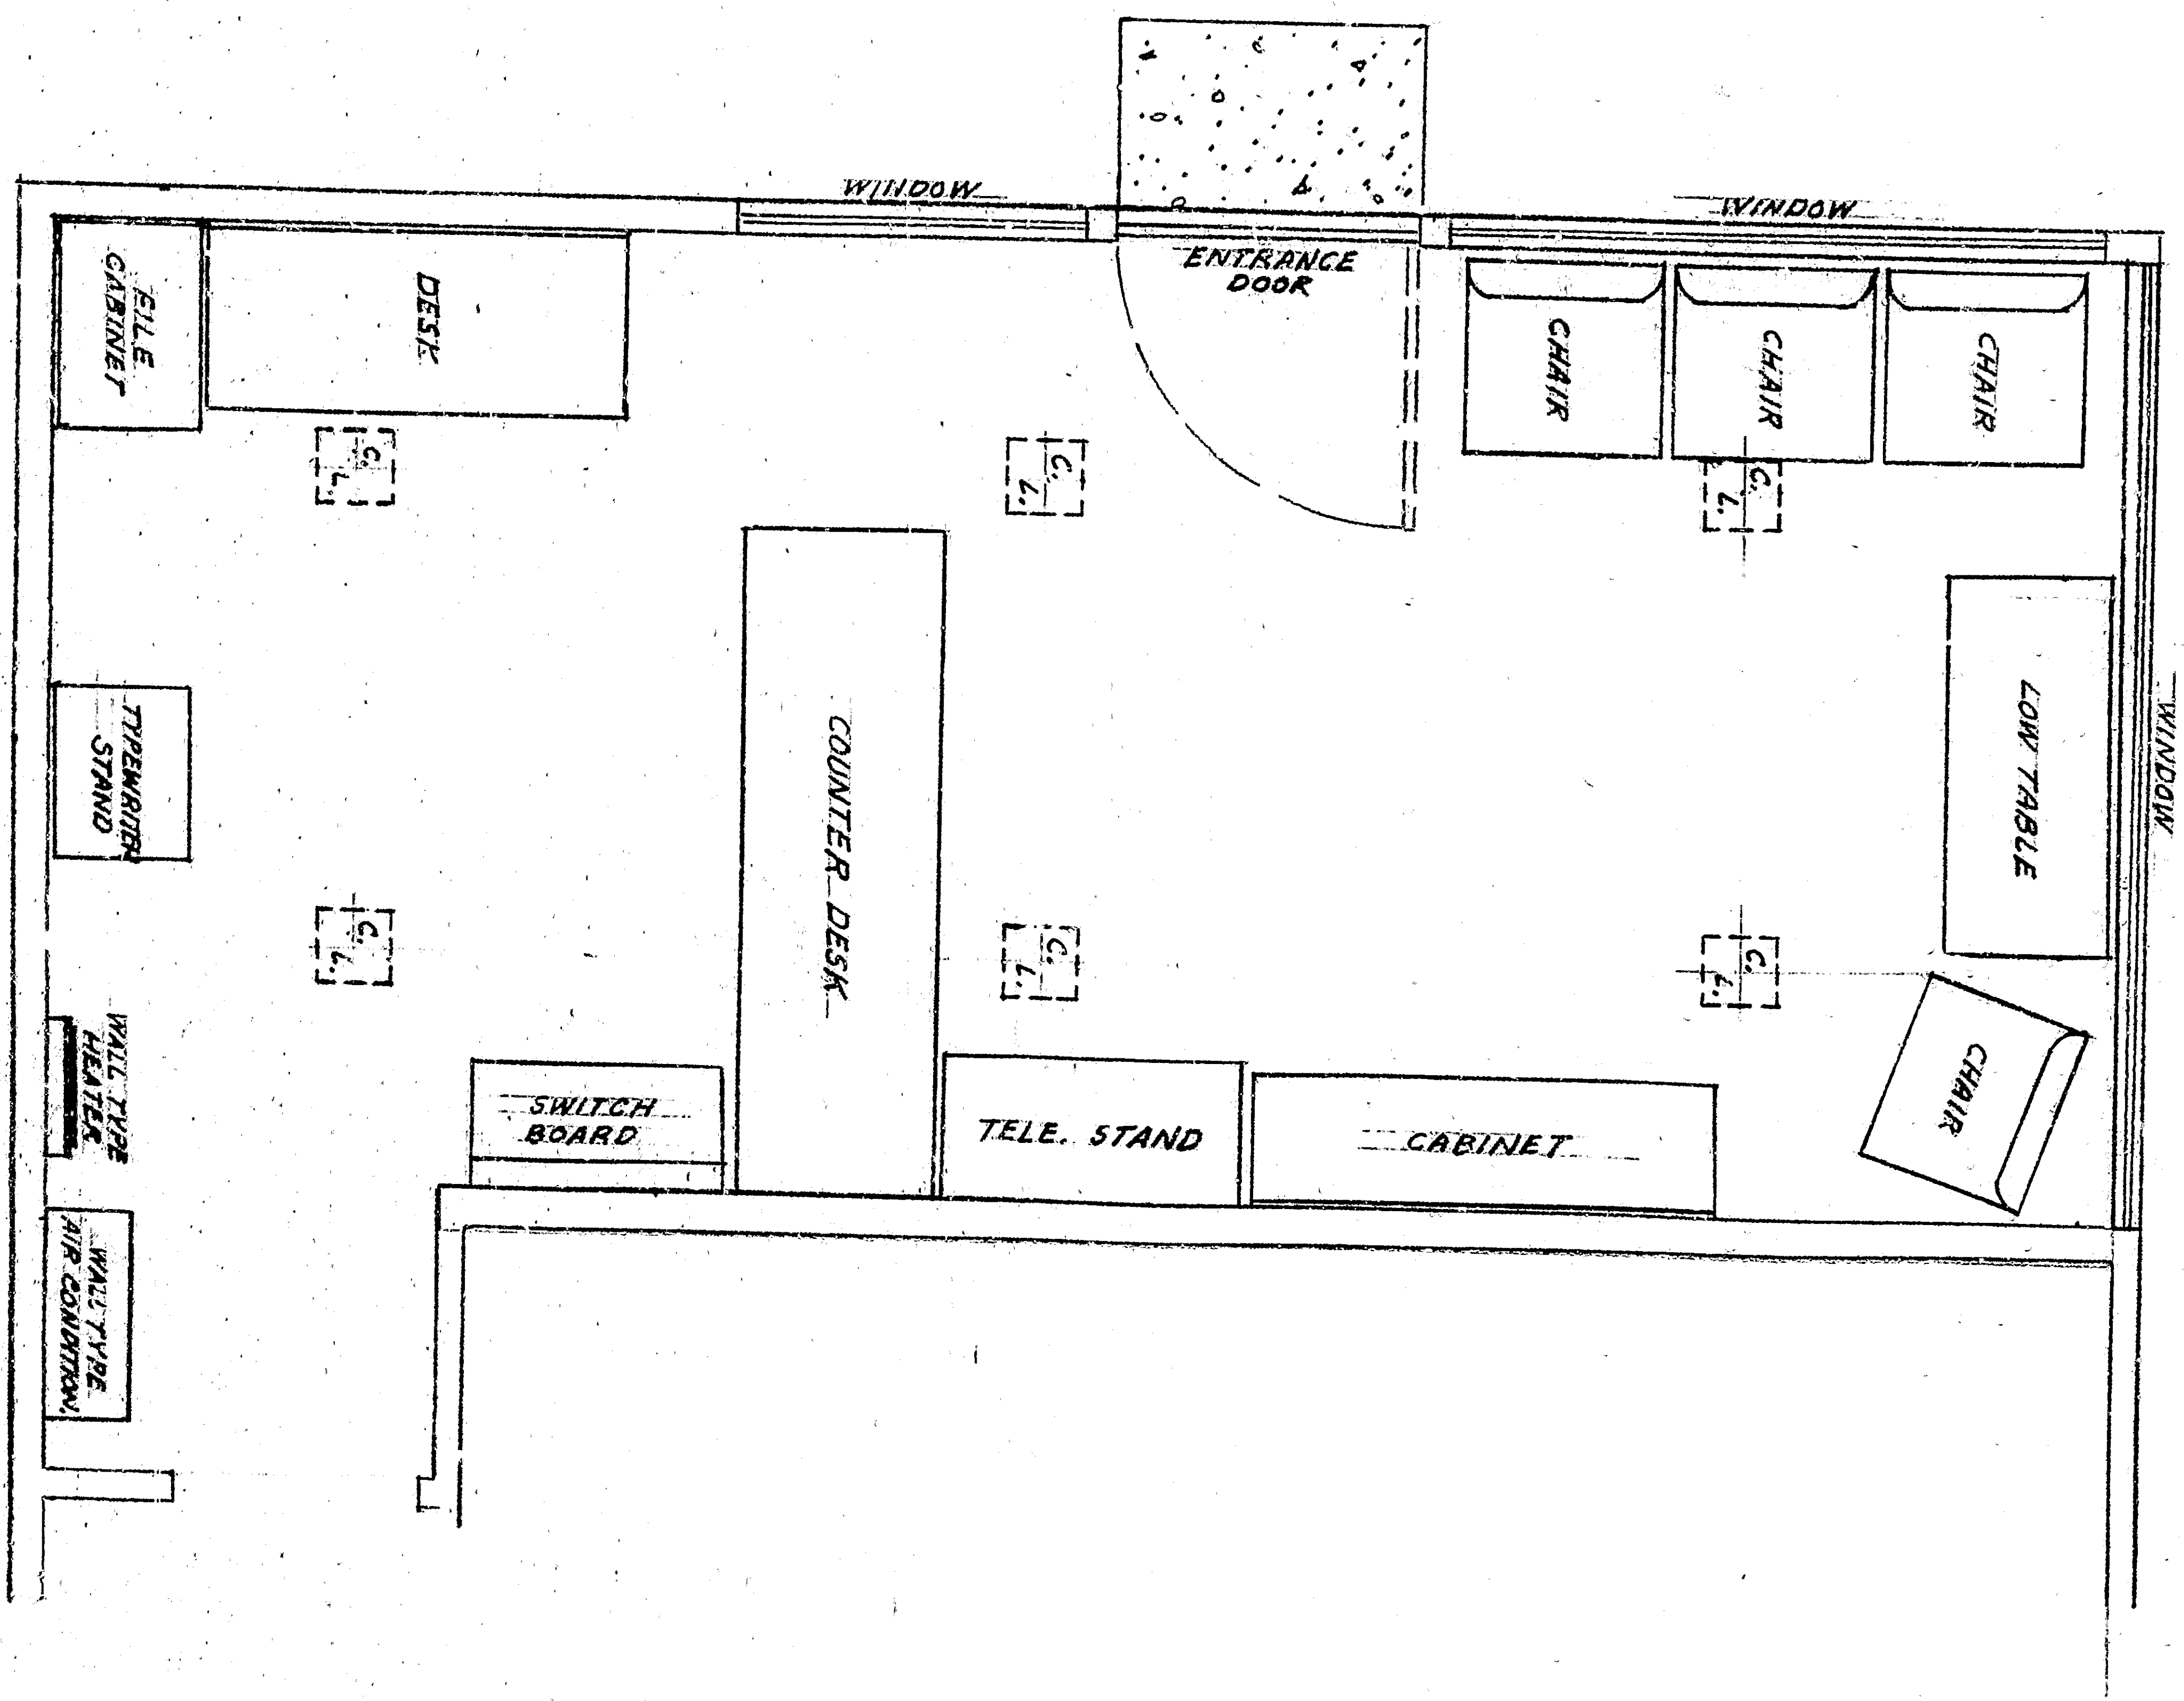 WINDOW
WINDOW
ENTRANCE
DOOR
FILE
CABINET
DESK
CHAIR
CHAIR
CHAIR
C.
L.
C.
L.
C.
L.
TYPEWRITER
STAND
COUNTER DESK
LOW TABLE
WINDOW
C.
L.
C.
L.
C.
L.
WALL TYPE
HEATER
SWITCH
BOARD
TELE. STAND
CABINET
CHAIR
WALL TYPE
AIR CONDITION.